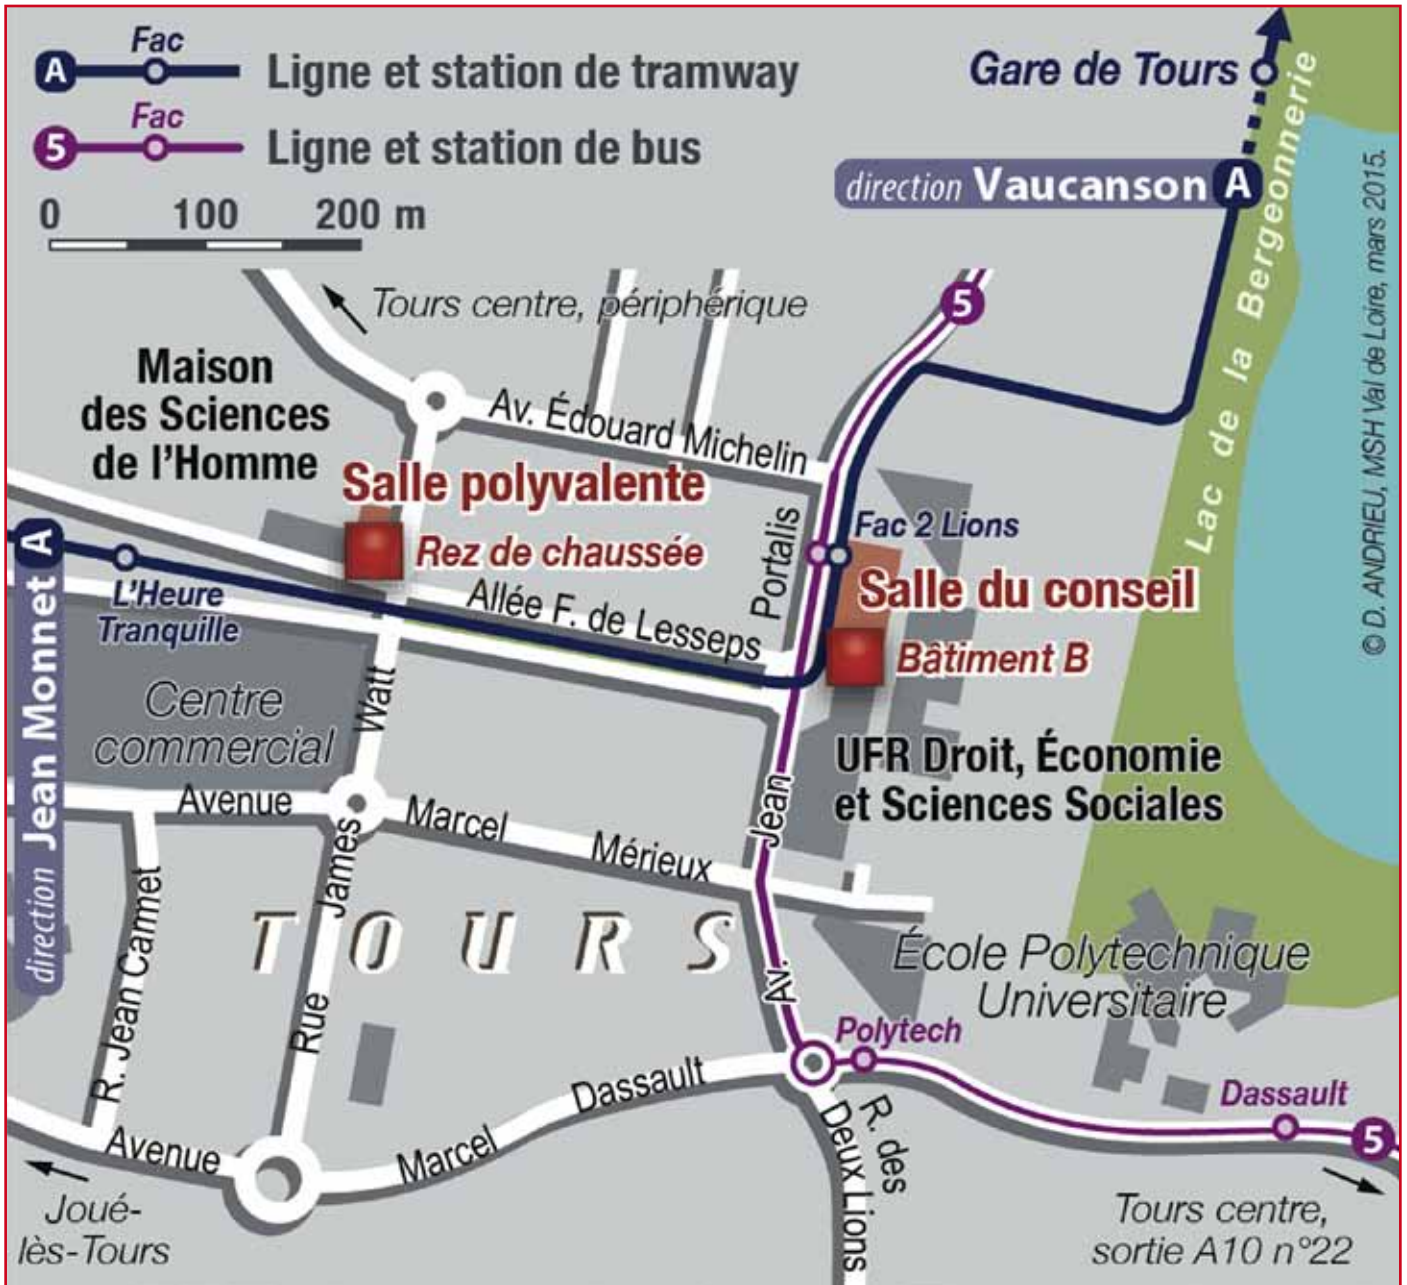 Fac
A
Ligne et station de tramway
Fac
5
Ligne et station de bus
0 100 200 m
Gare de Tours
direction Vaucanson A
Lac de la Bergeonnerie
© D. ANDRIEU, MSH Val de Loire, mars 2015.
5
Tours centre, périphérique
Maison
des Sciences
de l'Homme
Av. Édouard Michelin
Salle polyvalente
Rez de chaussée
Fac 2 Lions
Salle du conseil
Bâtiment B
A
direction Jean Monnet
L'Heure
Tranquille
Allée F. de Lesseps
Av. Jean Portalis
Centre
commercial
Rue James Watt
UFR Droit, Économie
et Sciences Sociales
Avenue Marcel Mérieux
R. Jean Carmet
TOURS
École Polytechnique
Universitaire
Polytech
Dassault
5
Avenue Marcel Dassault
R. des
Deux Lions
Joué-
lès-Tours
Tours centre,
sortie A10 n°22